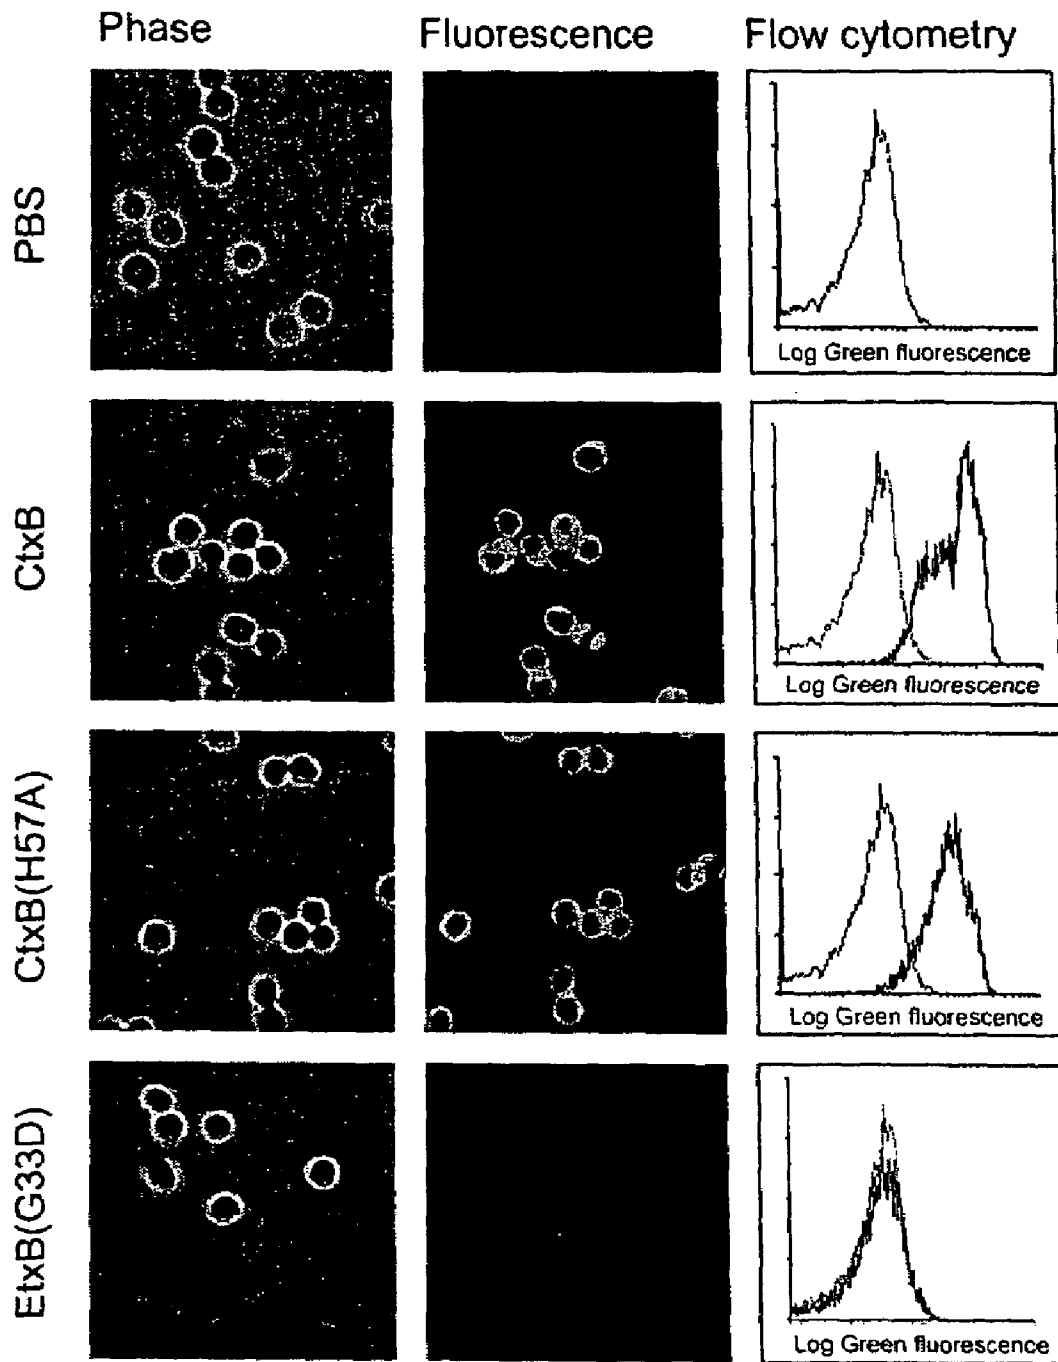 Phase Fluorescence Flow cytometry
PBS
Log Green fluorescence
CtxB
Log Green fluorescence
CtxB(H57A)
Log Green fluorescence
EtxB(G33D)
Log Green fluorescence